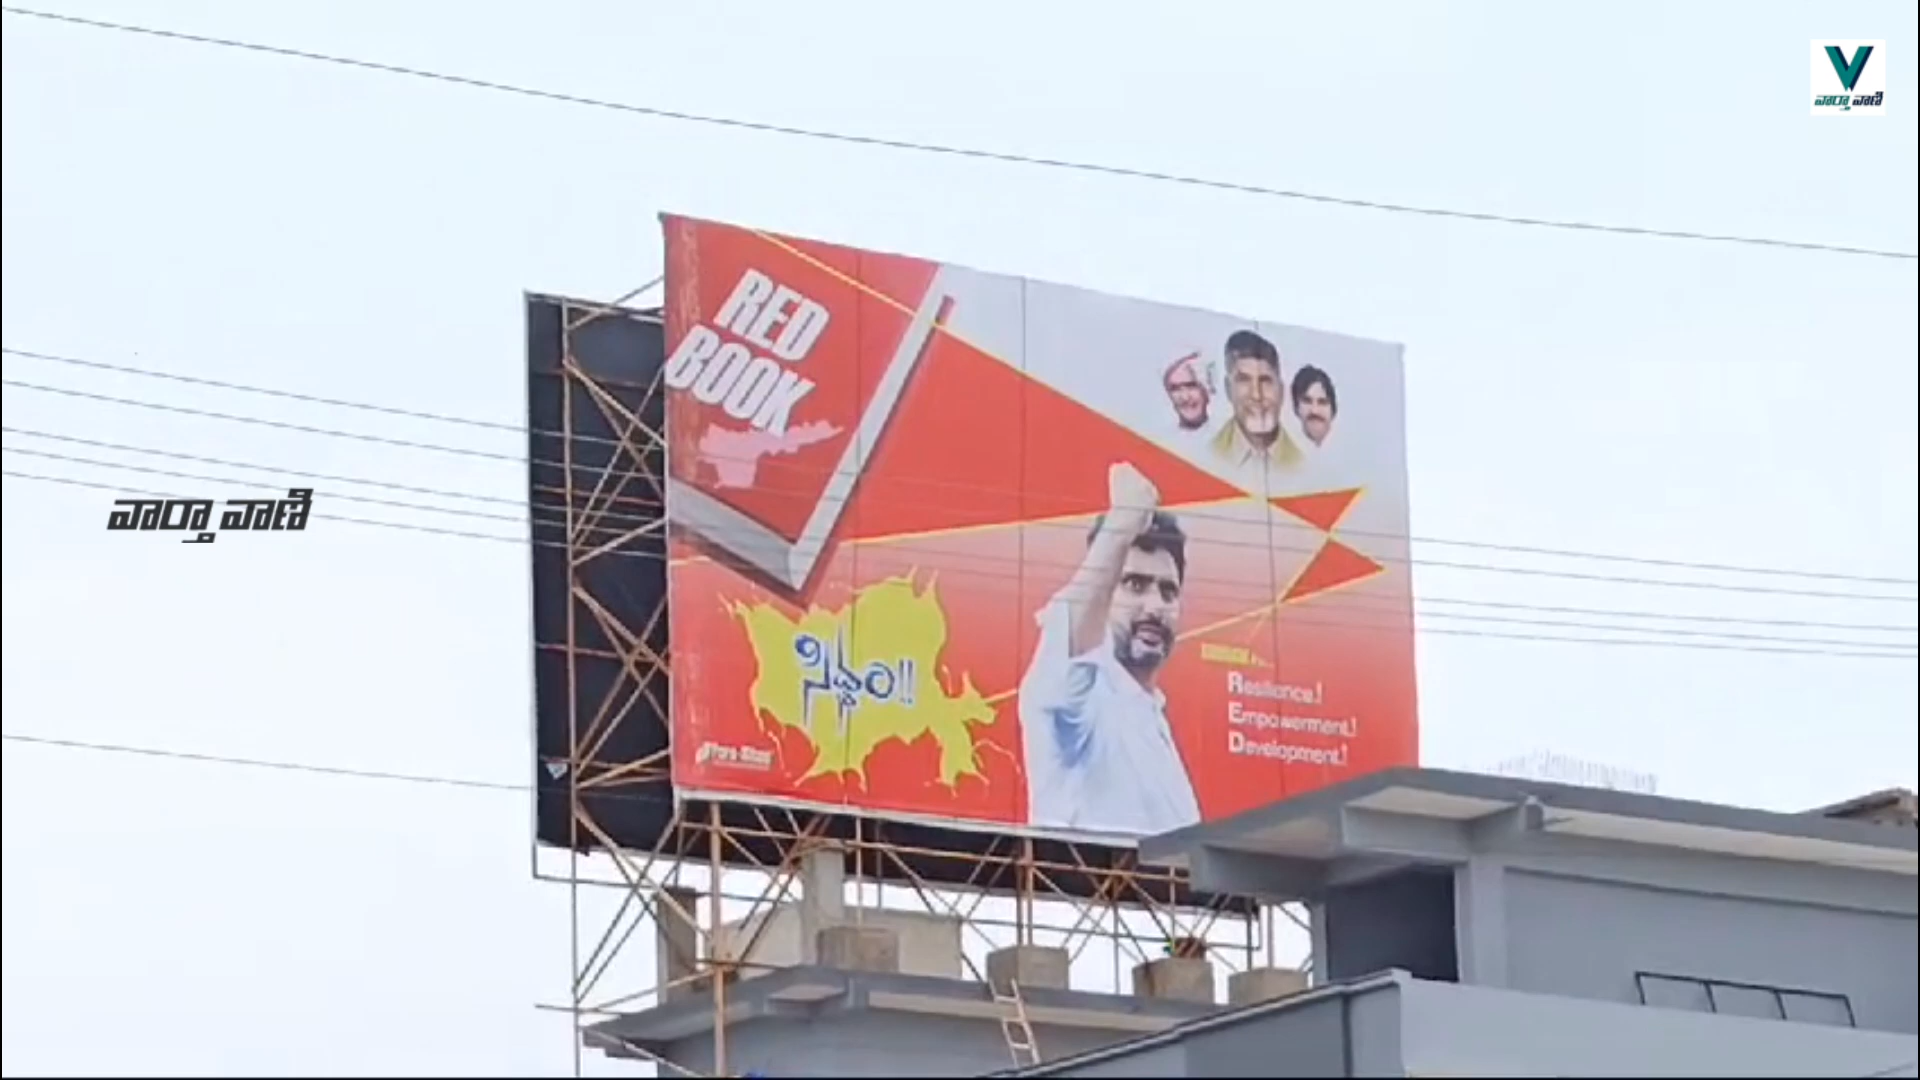 వార్తా వాణి
RED
BOOK
వార్తా వాణి
సిద్ధం!!
Resilience.!
Empowerment.!
Development.!